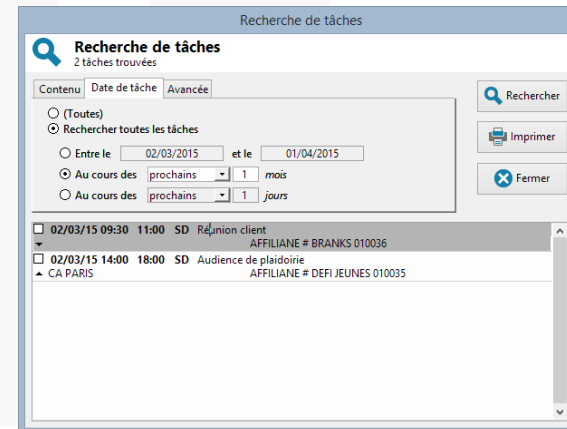 Recherche de tâches
Recherche de tâches
2 tâches trouvées
Contenu Date de tâche Avancée
(Toutes)
Rechercher toutes les tâches
Entre le 02/03/2015 et le 01/04/2015
Au cours des prochains 1 mois
Au cours des prochains 1 jours
Rechercher
Imprimer
Fermer
02/03/15 09:30 11:00 SD Réunion client
AFFILIANE # BRANKS 010036
02/03/15 14:00 18:00 SD Audience de plaidoirie
CA PARIS AFFILIANE # DEFI JEUNES 010035